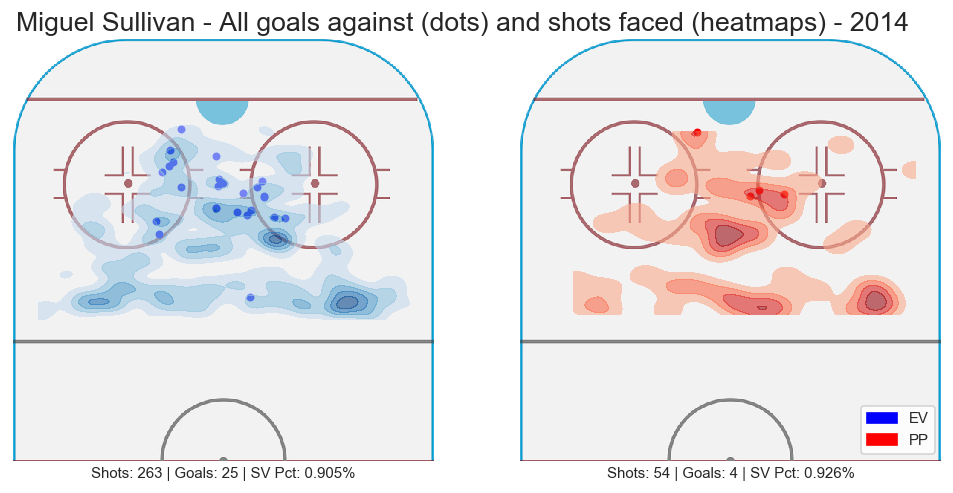 Miguel Sullivan - All goals against (dots) and shots faced (heatmaps) - 2014
EV
PP
Shots: 263 | Goals: 25 | SV Pct: 0.905%
Shots: 54 | Goals: 4 | SV Pct: 0.926%